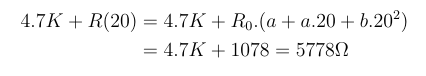 4.7K + R(20) = 4.7K + R₀.(a + a.20 + b.20²)
= 4.7K + 1078 = 5778Ω